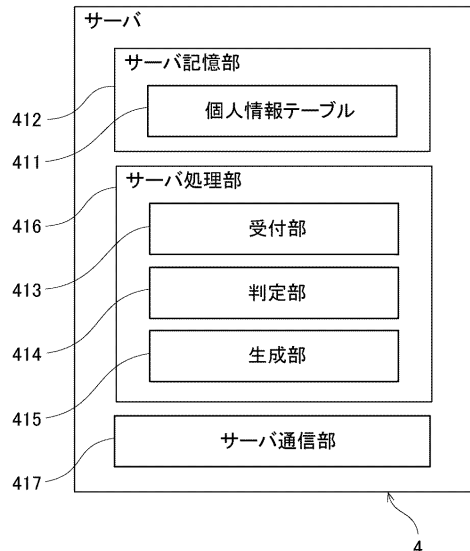 サーバ
サーバ記憶部
412
個人情報テーブル
411
サーバ処理部
416
受付部
413
判定部
414
生成部
415
サーバ通信部
417
4